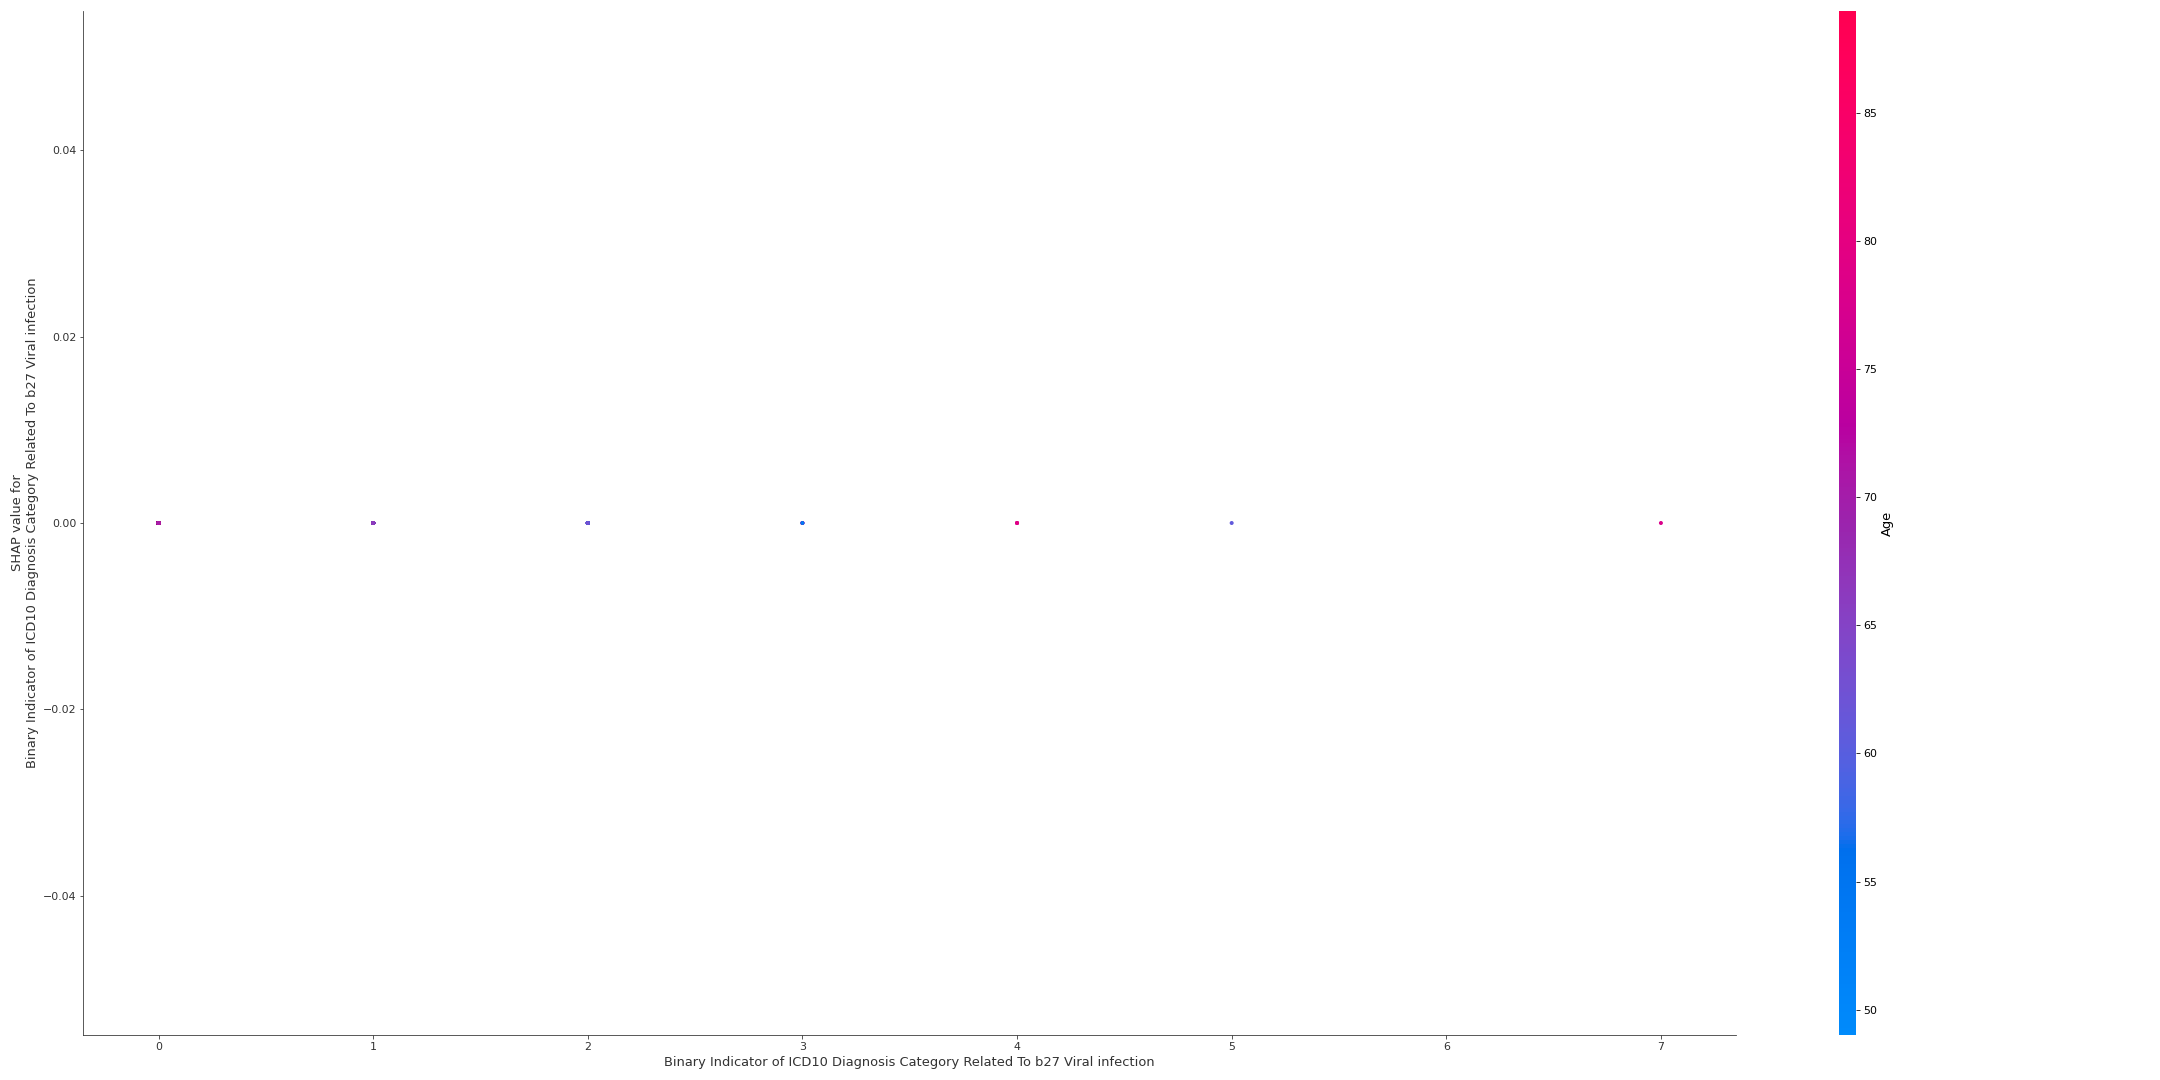 0.04
0.02
0.00
−0.02
−0.04
SHAP value for
Binary Indicator of ICD10 Diagnosis Category Related To b27 Viral infection
0 1 2 3 4 5 6 7
Binary Indicator of ICD10 Diagnosis Category Related To b27 Viral infection
85
80
75
70
65
60
55
50
Age